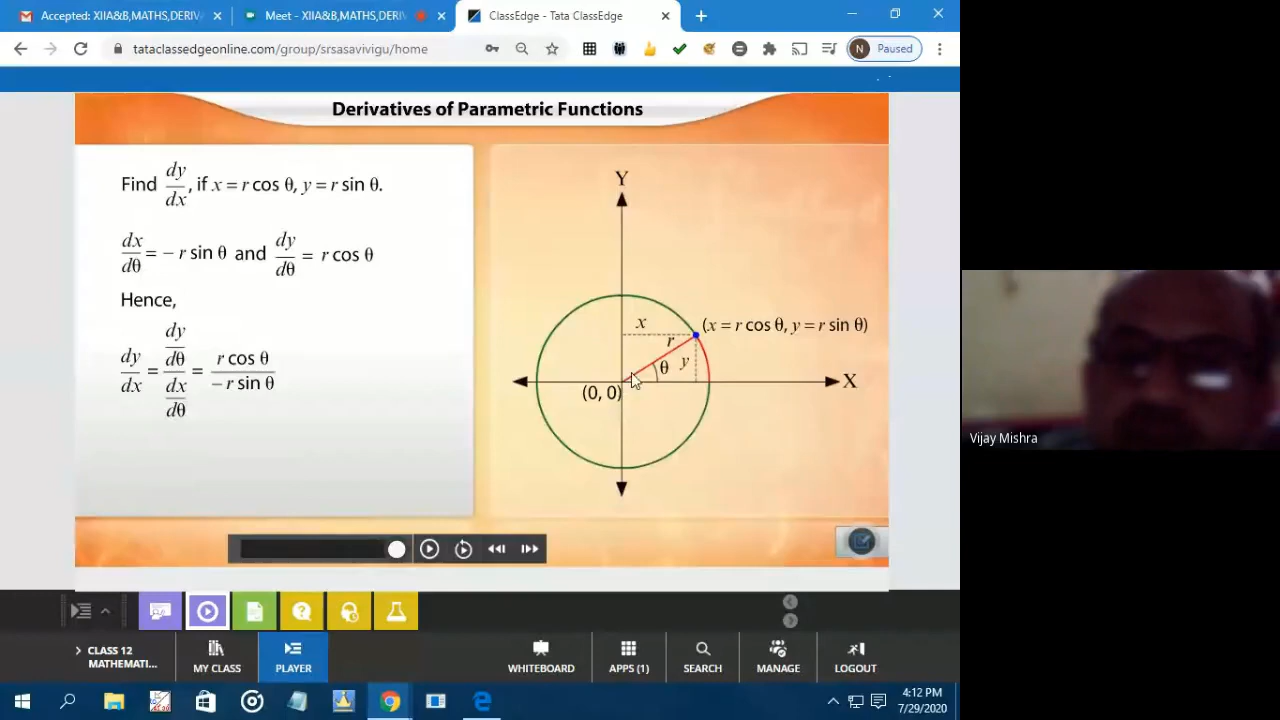 Accepted: XIIA&B,MATHS,DERIV
Meet - XIIA&B,MATHS,DERI
ClassEdge - Tata ClassEdge
tataclassedgeonline.com/group/srsasavivigu/home
N Paused
Derivatives of Parametric Functions
Find dy/dx, if x = r cos θ, y = r sin θ.
dx/dθ = − r sin θ and dy/dθ = r cos θ
Hence,
dy/dx = (dy/dθ)/(dx/dθ) = r cos θ/− r sin θ
Y
x
(x = r cos θ, y = r sin θ)
r
y
θ
X
(0, 0)
Vijay Mishra
CLASS 12
MATHEMATI...
MY CLASS
PLAYER
WHITEBOARD
APPS (1)
SEARCH
MANAGE
LOGOUT
4:12 PM
7/29/2020